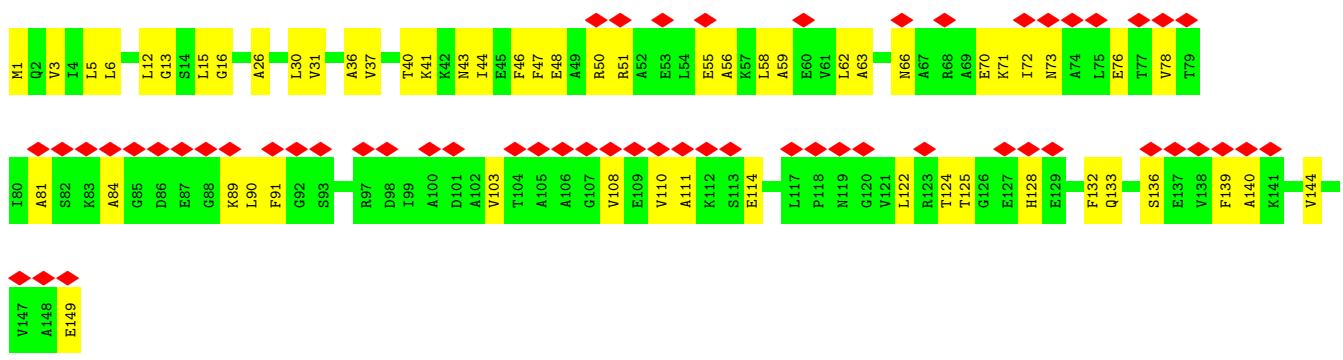 M1 Q2 V3 I4 L5 L6 L12 G13 S14 L15 G16 A26 L30 V31 A36 V37 T40 K41 K42 N43 I44 E45 F46 F47 E48 A49 R50 R51 A52 E53 L54 E55 A56 K57 L58 A59 E60 V61 L62 A63 N66 A67 R68 A69 E70 K71 I72 N73 A74 L75 E76 T77 V78 T79
I80 A81 S82 K83 A84 G85 D86 E87 G88 K89 L90 F91 G92 S93 R97 D98 I99 A100 D101 A102 V103 T104 A105 A106 G107 V108 E109 V110 A111 K112 S113 E114 L117 P118 N119 G120 V121 L122 R123 T124 T125 G126 E127 H128 E129 F132 Q133 S136 E137 V138 F139 A140 K141 V144
V147 A148 E149